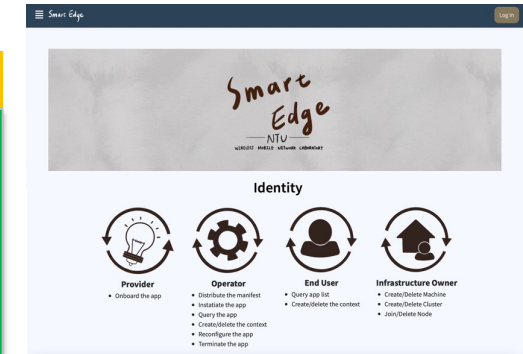 Smart Edge
Log in
Smart
Edge
NTU
WIRELESS MOBILE NETWORK LABORATORY
Identity
Provider
• Onboard the app
Operator
• Distribute the manifest
• Instatiate the app
• Query the app
• Create/delete the context
• Reconfigure the app
• Terminate the app
End User
• Query app list
• Create/delete the context
Infrastructure Owner
• Create/Delete Machine
• Create/Delete Cluster
• Join/Delete Node